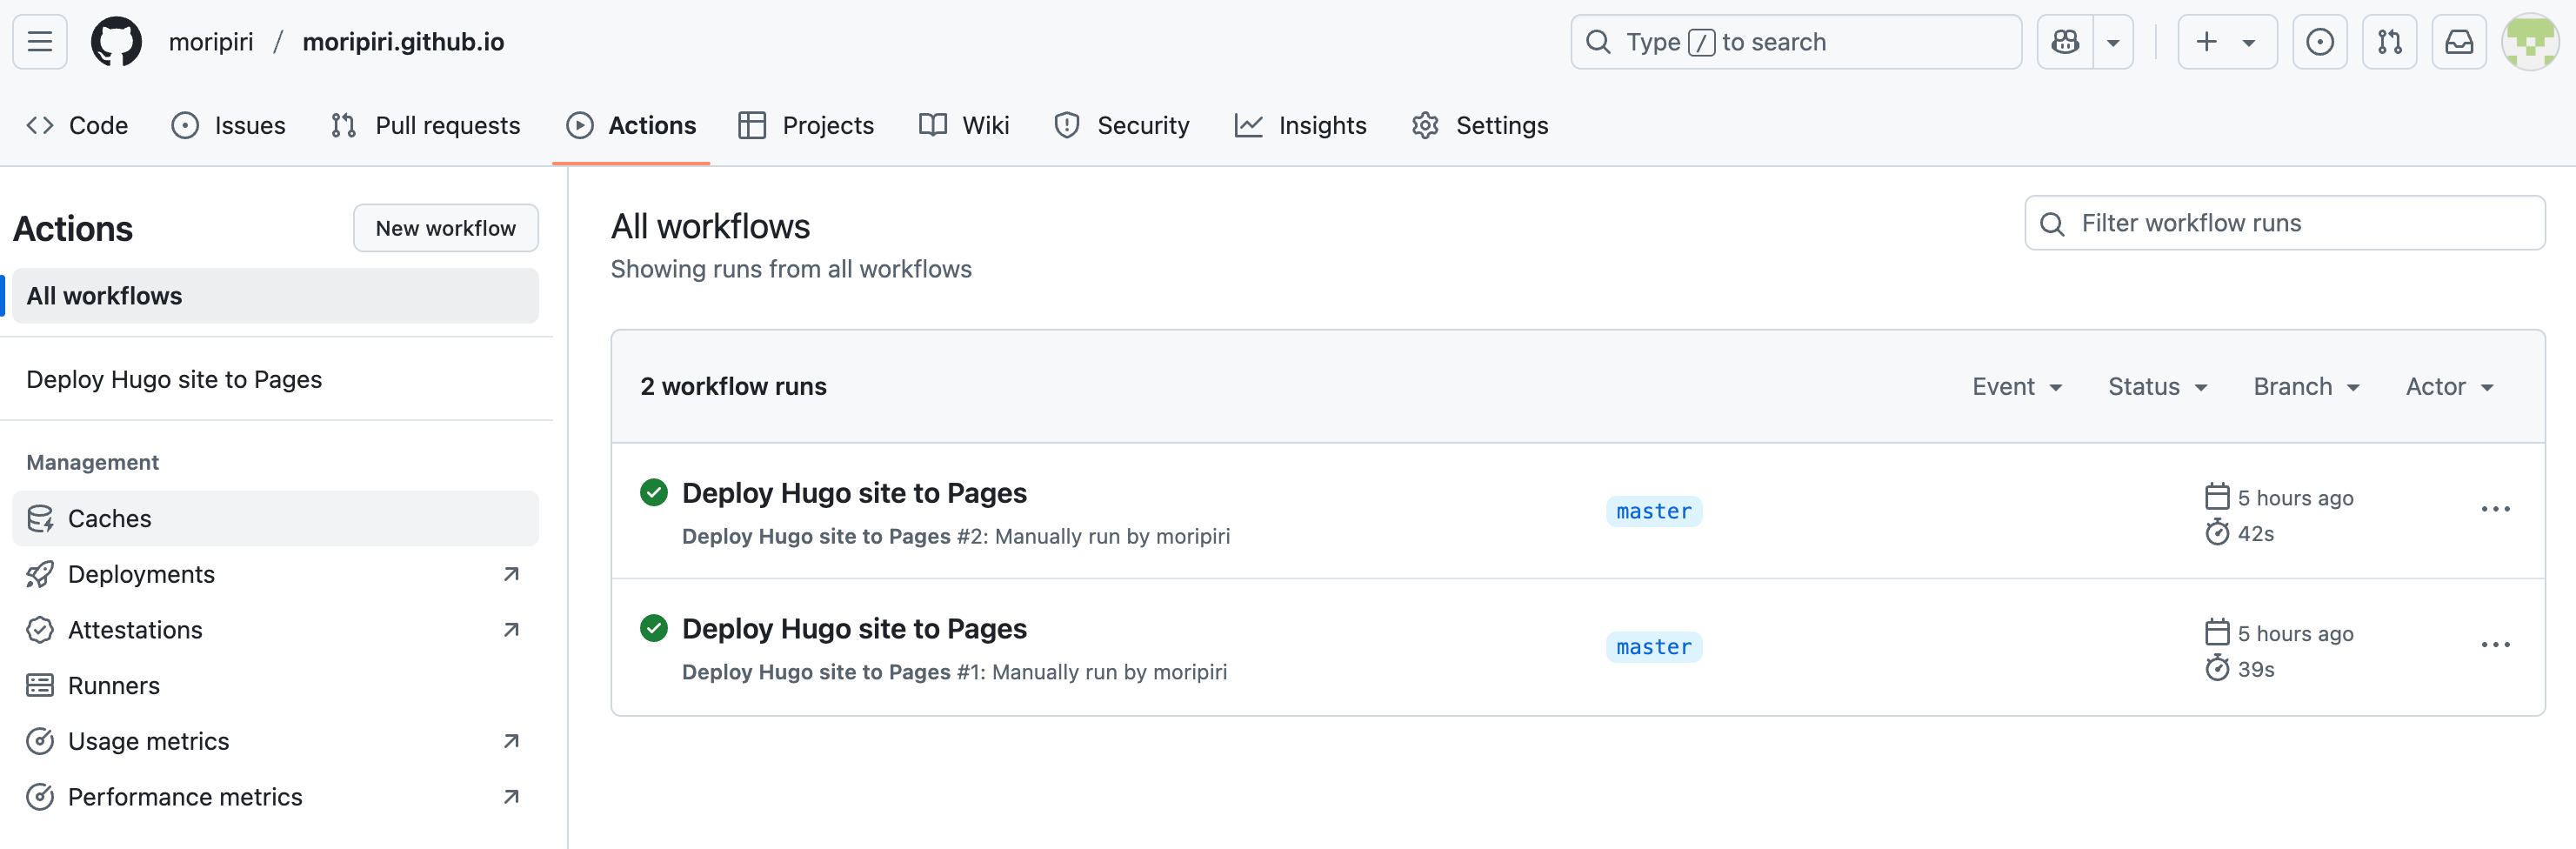 moripiri / moripiri.github.io
Type / to search
Code
Issues
Pull requests
Actions
Projects
Wiki
Security
Insights
Settings
Actions
New workflow
All workflows
Deploy Hugo site to Pages
Management
Caches
Deployments
Attestations
Runners
Usage metrics
Performance metrics
All workflows
Showing runs from all workflows
Filter workflow runs
2 workflow runs
Event
Status
Branch
Actor
Deploy Hugo site to Pages
Deploy Hugo site to Pages #2: Manually run by moripiri
master
5 hours ago
42s
Deploy Hugo site to Pages
Deploy Hugo site to Pages #1: Manually run by moripiri
master
5 hours ago
39s